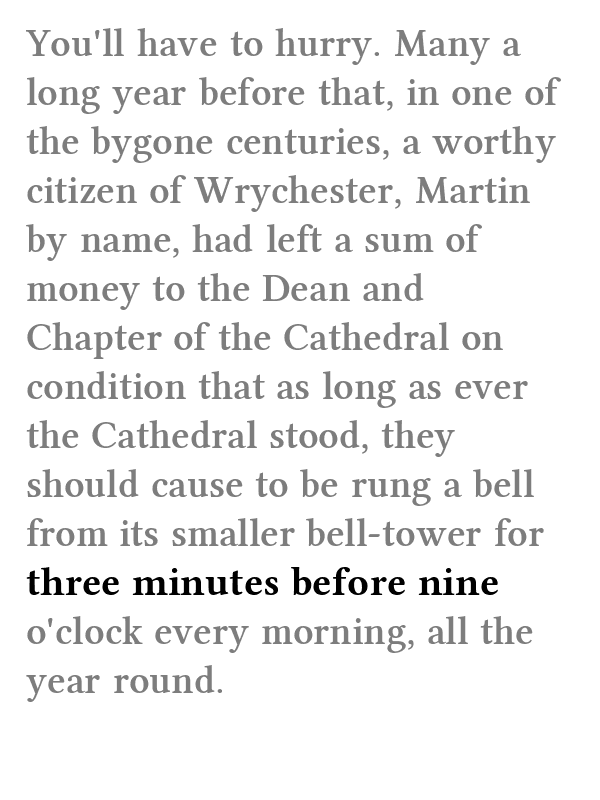 You'll have to hurry. Many a
long year before that, in one of
the bygone centuries, a worthy
citizen of Wrychester, Martin
by name, had left a sum of
money to the Dean and
Chapter of the Cathedral on
condition that as long as ever
the Cathedral stood, they
should cause to be rung a bell
from its smaller bell-tower for
three minutes before nine
o'clock every morning, all the
year round.